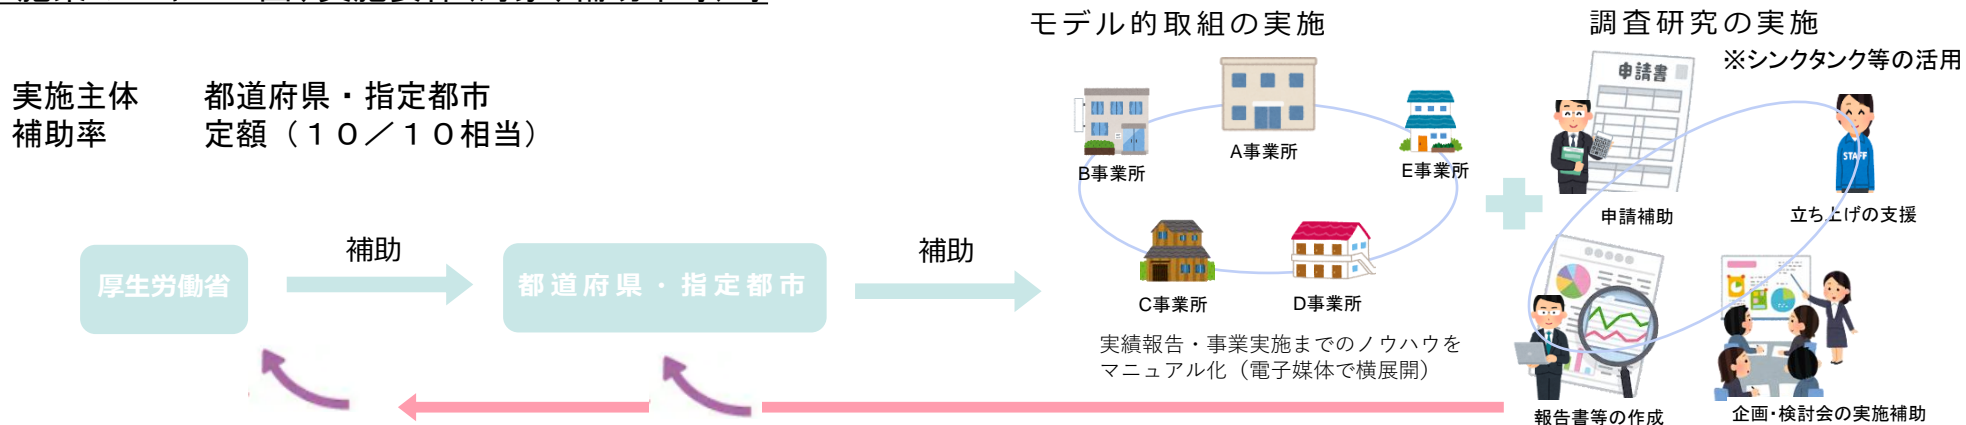 モデル的取組の実施
調査研究の実施
※シンクタンク等の活用
実施主体　　都道府県・指定都市
補助率　　　定額（１０／１０相当）
申請書
A事業所
B事業所
E事業所
STAFF
申請補助
立ち上げの支援
補助
補助
厚生労働省
都道府県・指定都市
C事業所
D事業所
実績報告・事業実施までのノウハウを
マニュアル化（電子媒体で横展開）
報告書等の作成
企画・検討会の実施補助